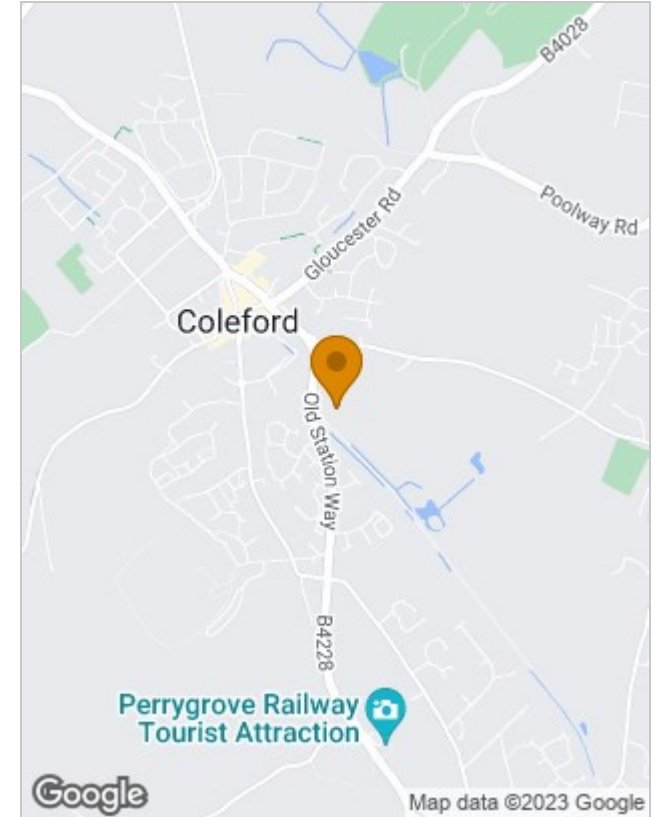 B4028
Poolway Rd
Gloucester Rd
Coleford
Old Station Way
B4228
Perrygrove Railway
Tourist Attraction
Google
Map data ©2023 Google